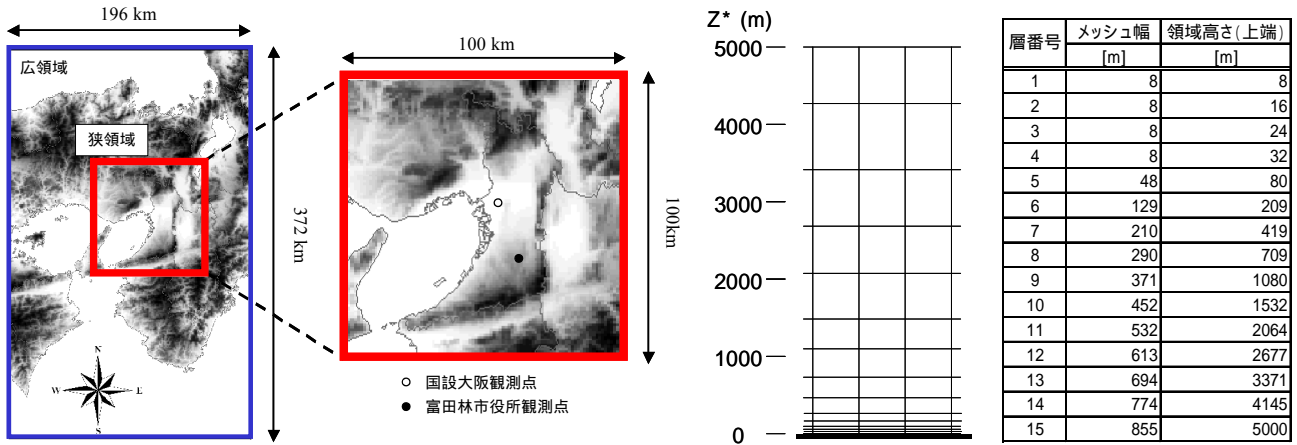 196 km
広領域
狭領域
372 km
N
W
E
S
100 km
100km
○ 国設大阪観測点
● 富田林市役所観測点
Z* (m)
5000
4000
3000
2000
1000
0
層番号 メッシュ幅 領域高さ(上端)
[m] [m]
1 8 8
2 8 16
3 8 24
4 8 32
5 48 80
6 129 209
7 210 419
8 290 709
9 371 1080
10 452 1532
11 532 2064
12 613 2677
13 694 3371
14 774 4145
15 855 5000